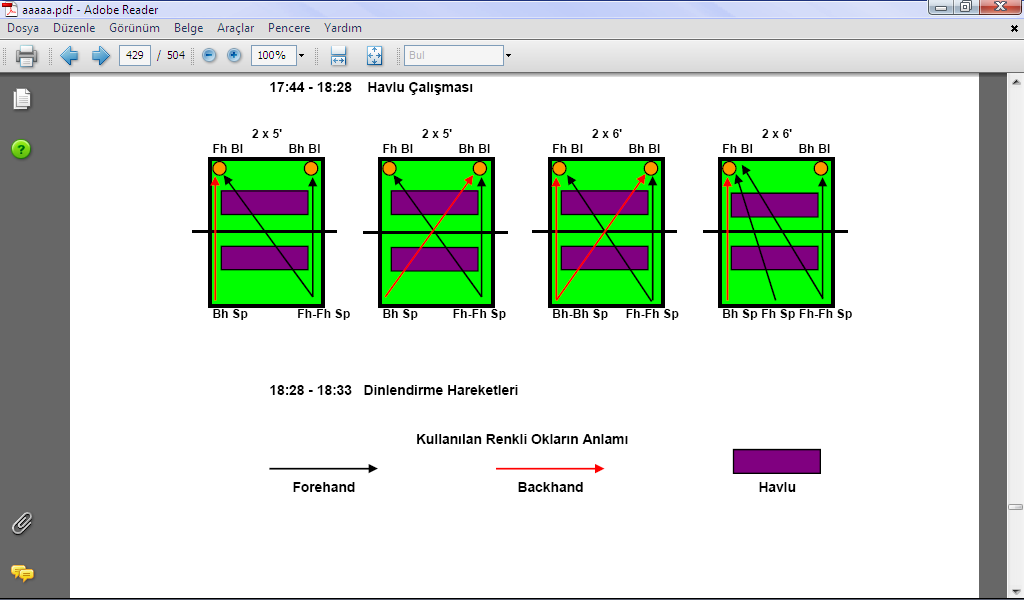 aaaaa.pdf - Adobe Reader
Dosya Düzenle Görünüm Belge Araçlar Pencere Yardım
429 / 504 100% Bul
17:44 - 18:28 Havlu Çalışması
2 x 5' 2 x 5' 2 x 6' 2 x 6'
Fh Bl Bh Bl Fh Bl Bh Bl Fh Bl Bh Bl Fh Bl Bh Bl
Bh Sp Fh-Fh Sp Bh Sp Fh-Fh Sp Bh-Bh Sp Fh-Fh Sp Bh Sp Fh Sp Fh-Fh Sp
18:28 - 18:33 Dinlendirme Hareketleri
Kullanılan Renkli Okların Anlamı
Forehand Backhand Havlu